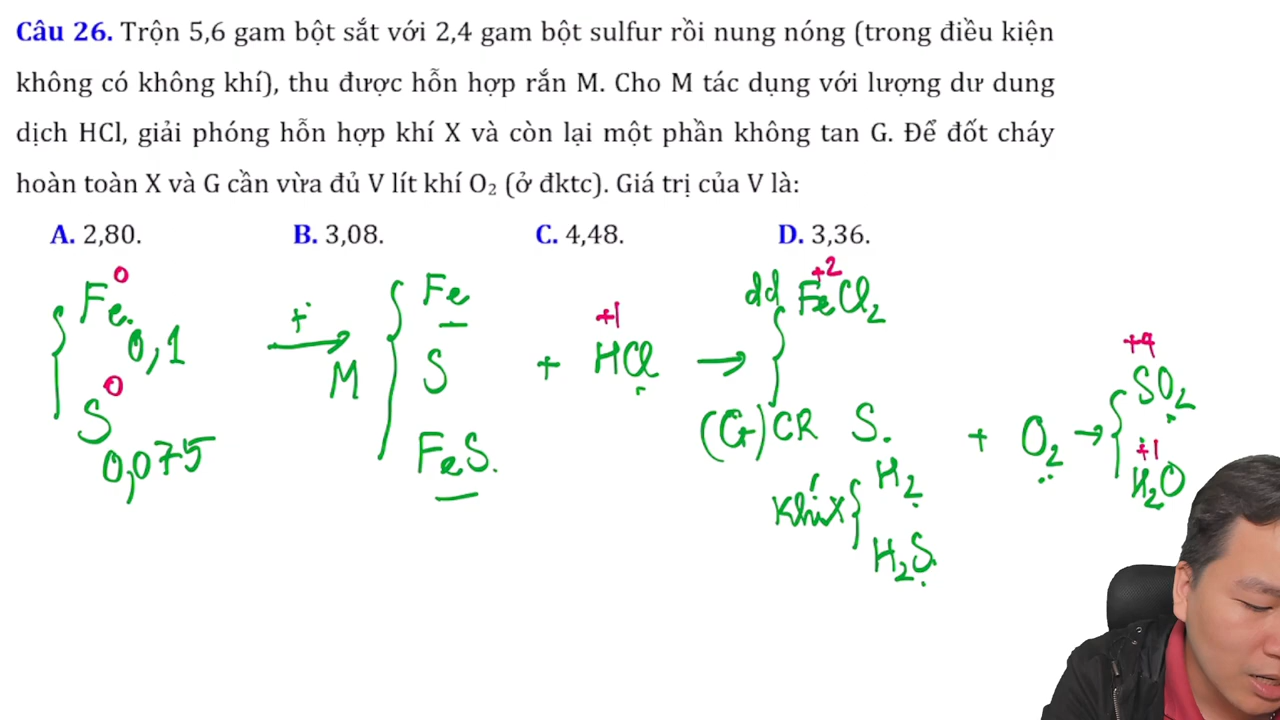 Câu 26. Trộn 5,6 gam bột sắt với 2,4 gam bột sulfur rồi nung nóng (trong điều kiện
không có không khí), thu được hỗn hợp rắn M. Cho M tác dụng với lượng dư dung
dịch HCl, giải phóng hỗn hợp khí X và còn lại một phần không tan G. Để đốt cháy
hoàn toàn X và G cần vừa đủ V lít khí O₂ (ở đktc). Giá trị của V là:
A. 2,80. B. 3,08. C. 4,48. D. 3,36.
0
Fe
0,1
0
S
0,075
t°
→
M
Fe
S
FeS
+
+1
HCl
→
dd
+2
FeCl₂
(G) CR S
Khí X
H₂
H₂S
+ O₂ →
+4
SO₂
+1
H₂O